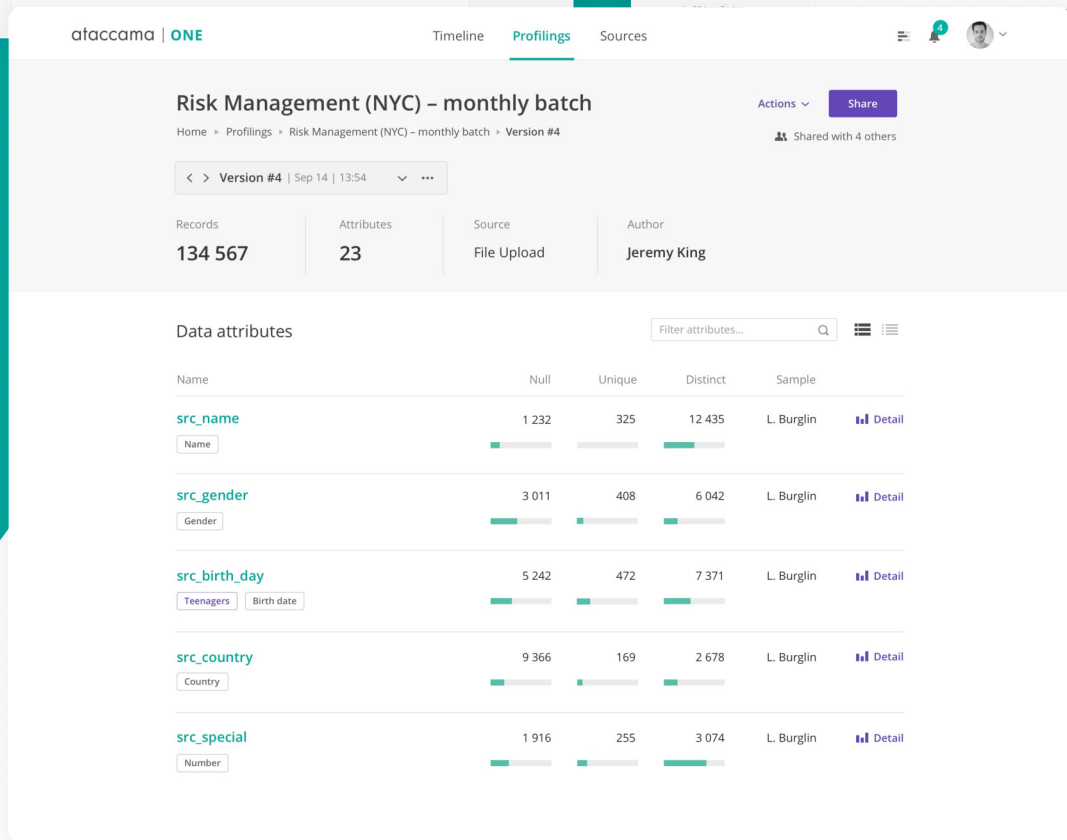 ataccama | ONE Timeline Profilings Sources 4
Risk Management (NYC) – monthly batch Actions Share
Home ▸ Profilings ▸ Risk Management (NYC) – monthly batch ▸ Version #4 Shared with 4 others
< > Version #4 | Sep 14 | 13:54 •••
Records Attributes Source Author
134 567 23 File Upload Jeremy King
Data attributes Filter attributes...
Name Null Unique Distinct Sample
src_name 1 232 325 12 435 L. Burglin Detail
Name
src_gender 3 011 408 6 042 L. Burglin Detail
Gender
src_birth_day 5 242 472 7 371 L. Burglin Detail
Teenagers Birth date
src_country 9 366 169 2 678 L. Burglin Detail
Country
src_special 1 916 255 3 074 L. Burglin Detail
Number